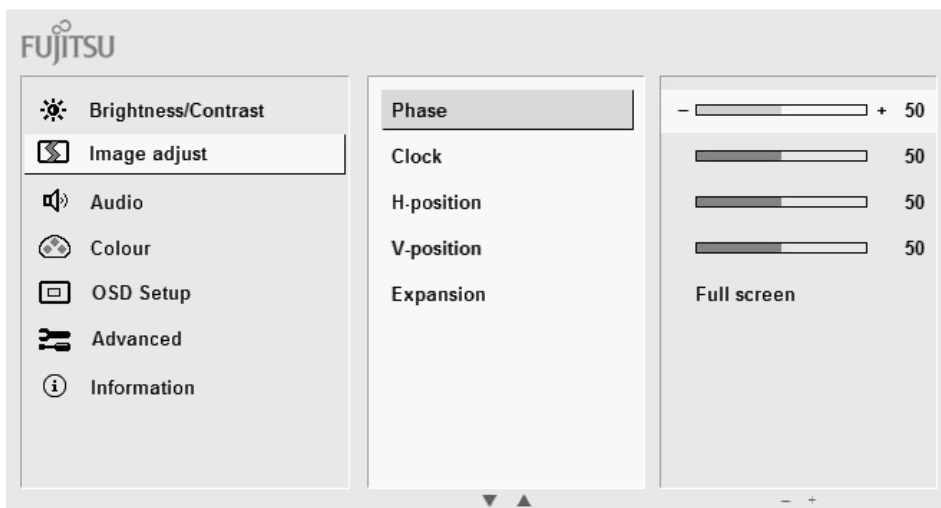 FUJITSU
Brightness/Contrast
Image adjust
Audio
Colour
OSD Setup
Advanced
Information
Phase
Clock
H-position
V-position
Expansion
- + 50
50
50
50
Full screen
▼ ▲
- +